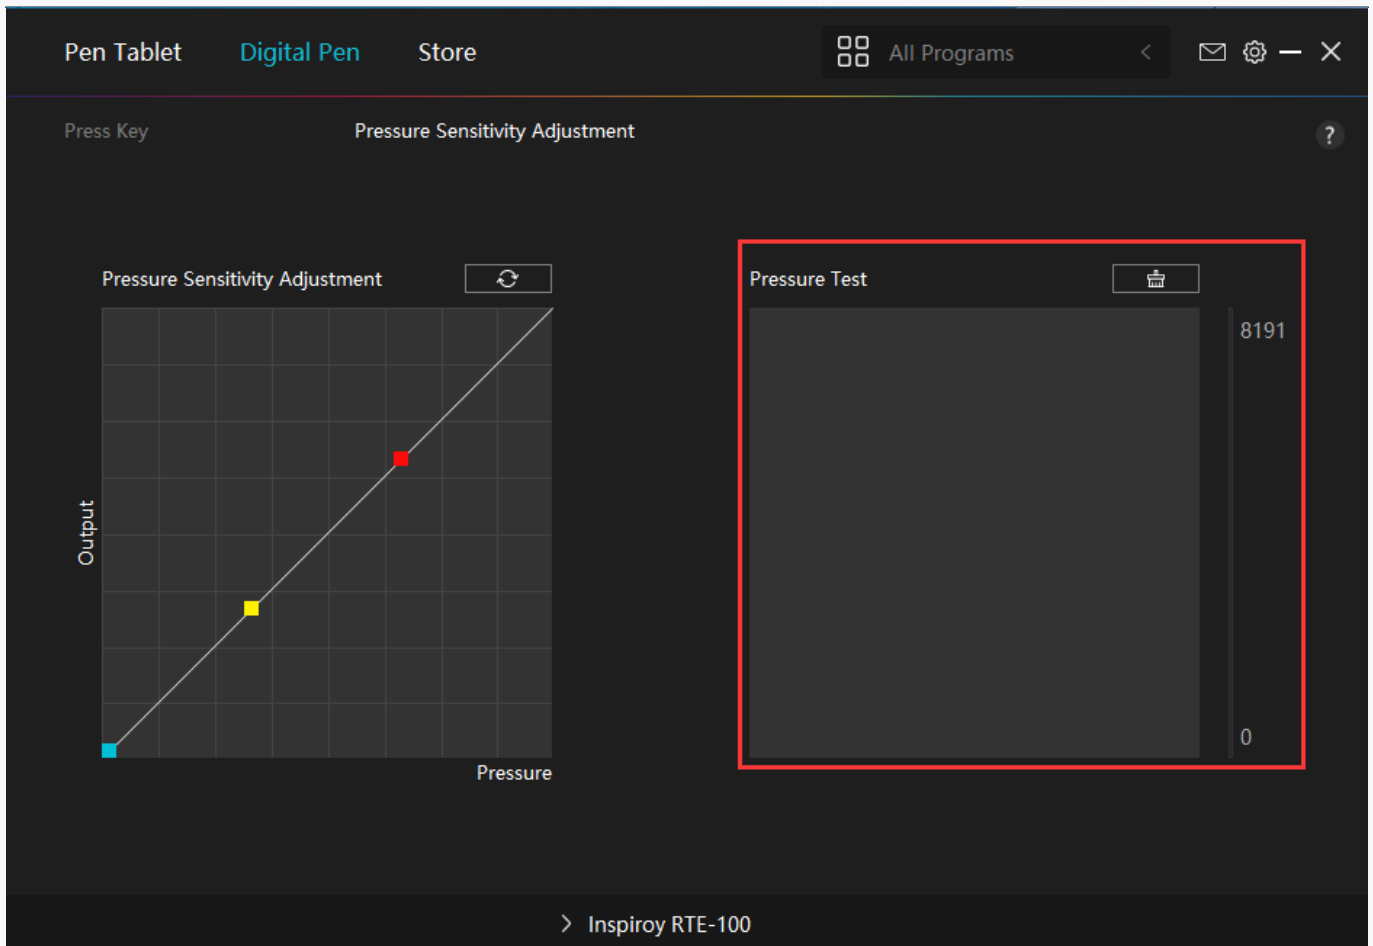 Pen Tablet Digital Pen Store All Programs
Press Key Pressure Sensitivity Adjustment ?
Pressure Sensitivity Adjustment
Output
Pressure
Pressure Test
8191
0
Inspiroy RTE-100